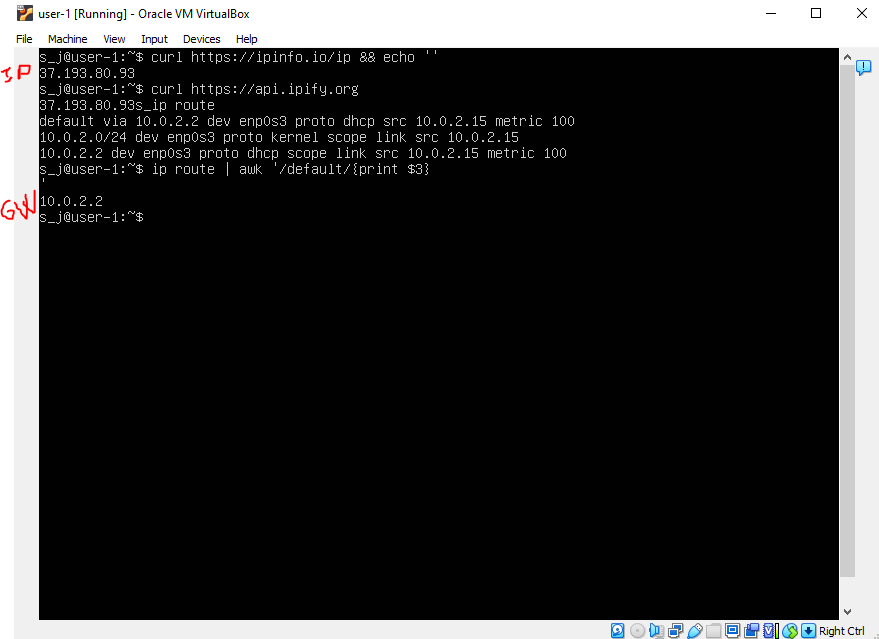 user-1 [Running] - Oracle VM VirtualBox
File Machine View Input Devices Help
s_j@user-1:~$ curl https://ipinfo.io/ip && echo ''
IP
37.193.80.93
s_j@user-1:~$ curl https://api.ipify.org
37.193.80.93s_ip route
default via 10.0.2.2 dev enp0s3 proto dhcp src 10.0.2.15 metric 100
10.0.2.0/24 dev enp0s3 proto kernel scope link src 10.0.2.15
10.0.2.2 dev enp0s3 proto dhcp scope link src 10.0.2.15 metric 100
s_j@user-1:~$ ip route | awk '/default/{print $3}
'
GW
10.0.2.2
s_j@user-1:~$
Right Ctrl